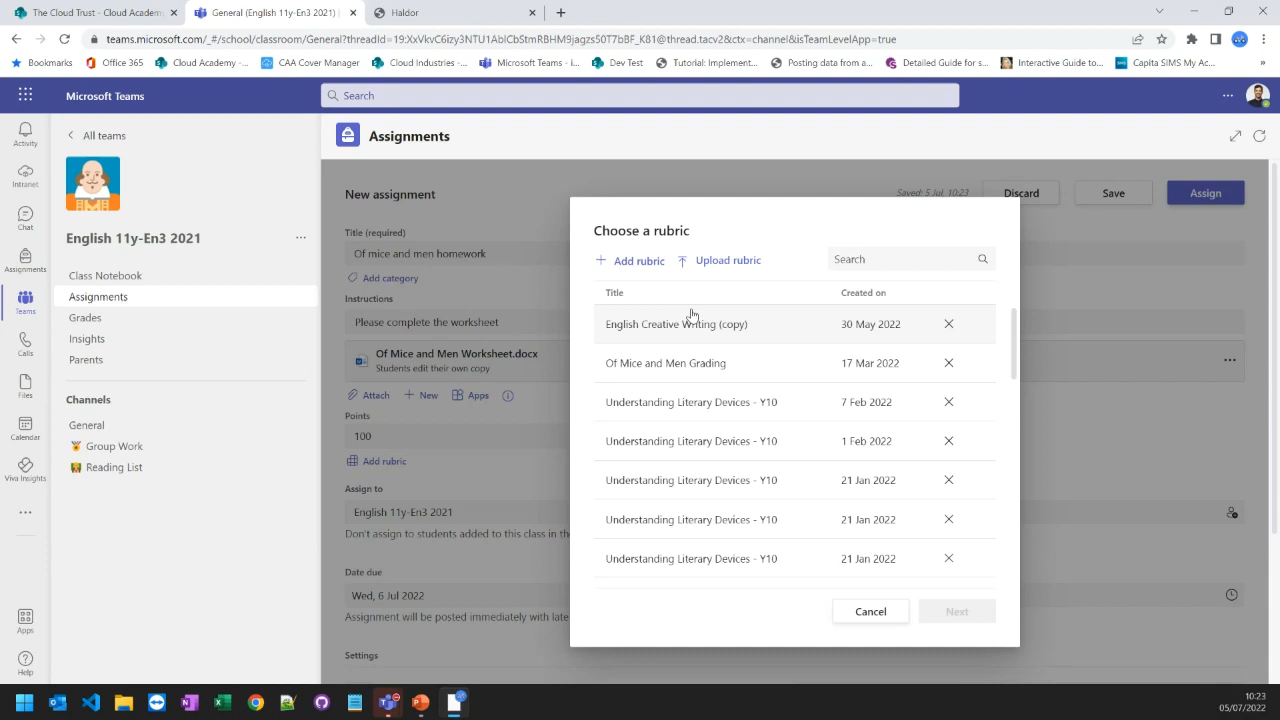 The Cloud Trust - Cloud Academy
General (English 11y-En3 2021) |
Haldor
teams.microsoft.com/_#/school/classroom/General?threadId=19:XxVkvC6izy3NTU1AblCbStmRBHM9jagzs50T7bBF_K81@thread.tacv2&ctx=channel&isTeamLevelApp=true
Bookmarks
Office 365
Cloud Academy -...
CAA Cover Manager
Cloud Industries -...
Microsoft Teams - i...
Dev Test
Tutorial: Implement...
Posting data from a...
Detailed Guide for s...
Interactive Guide to...
Capita SIMS My Ac...
Microsoft Teams
Search
Activity
Intranet
Chat
Assignments
Teams
Calls
Files
Calendar
Viva Insights
Apps
Help
All teams
English 11y-En3 2021
Class Notebook
Assignments
Grades
Insights
Parents
Channels
General
Group Work
Reading List
Assignments
New assignment
Saved: 5 Jul, 10:23
Discard
Save
Assign
Title (required)
Of mice and men homework
Add category
Instructions
Please complete the worksheet
Of Mice and Men Worksheet.docx
Students edit their own copy
Attach
New
Apps
Points
100
Add rubric
Assign to
English 11y-En3 2021
Don't assign to students added to this class in the
Date due
Wed, 6 Jul 2022
Assignment will be posted immediately with late
Settings
Choose a rubric
Add rubric
Upload rubric
Search
Title Created on
English Creative Writing (copy) 30 May 2022
Of Mice and Men Grading 17 Mar 2022
Understanding Literary Devices - Y10 7 Feb 2022
Understanding Literary Devices - Y10 1 Feb 2022
Understanding Literary Devices - Y10 21 Jan 2022
Understanding Literary Devices - Y10 21 Jan 2022
Understanding Literary Devices - Y10 21 Jan 2022
Cancel
Next
10:23
05/07/2022